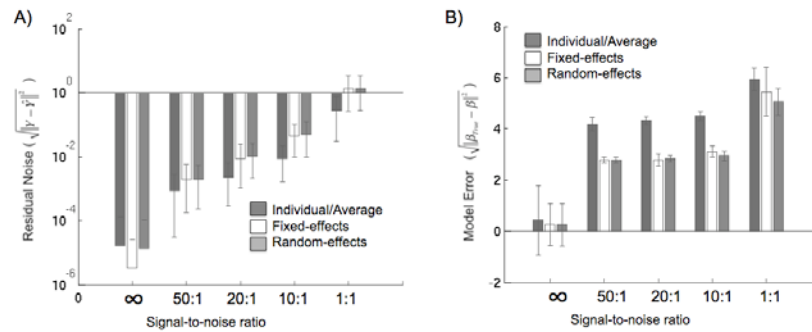 A)
10 2
10 0
10 -2
10 -4
10 -6
0
Residual Noise ( √‖Y − Ŷ‖² )
Individual/Average
Fixed-effects
Random-effects
∞ 50:1 20:1 10:1 1:1
Signal-to-noise ratio
B)
8
6
4
2
0
-2
Model Error ( √‖β_True − β‖² )
Individual/Average
Fixed-effects
Random-effects
∞ 50:1 20:1 10:1 1:1
Signal-to-noise ratio